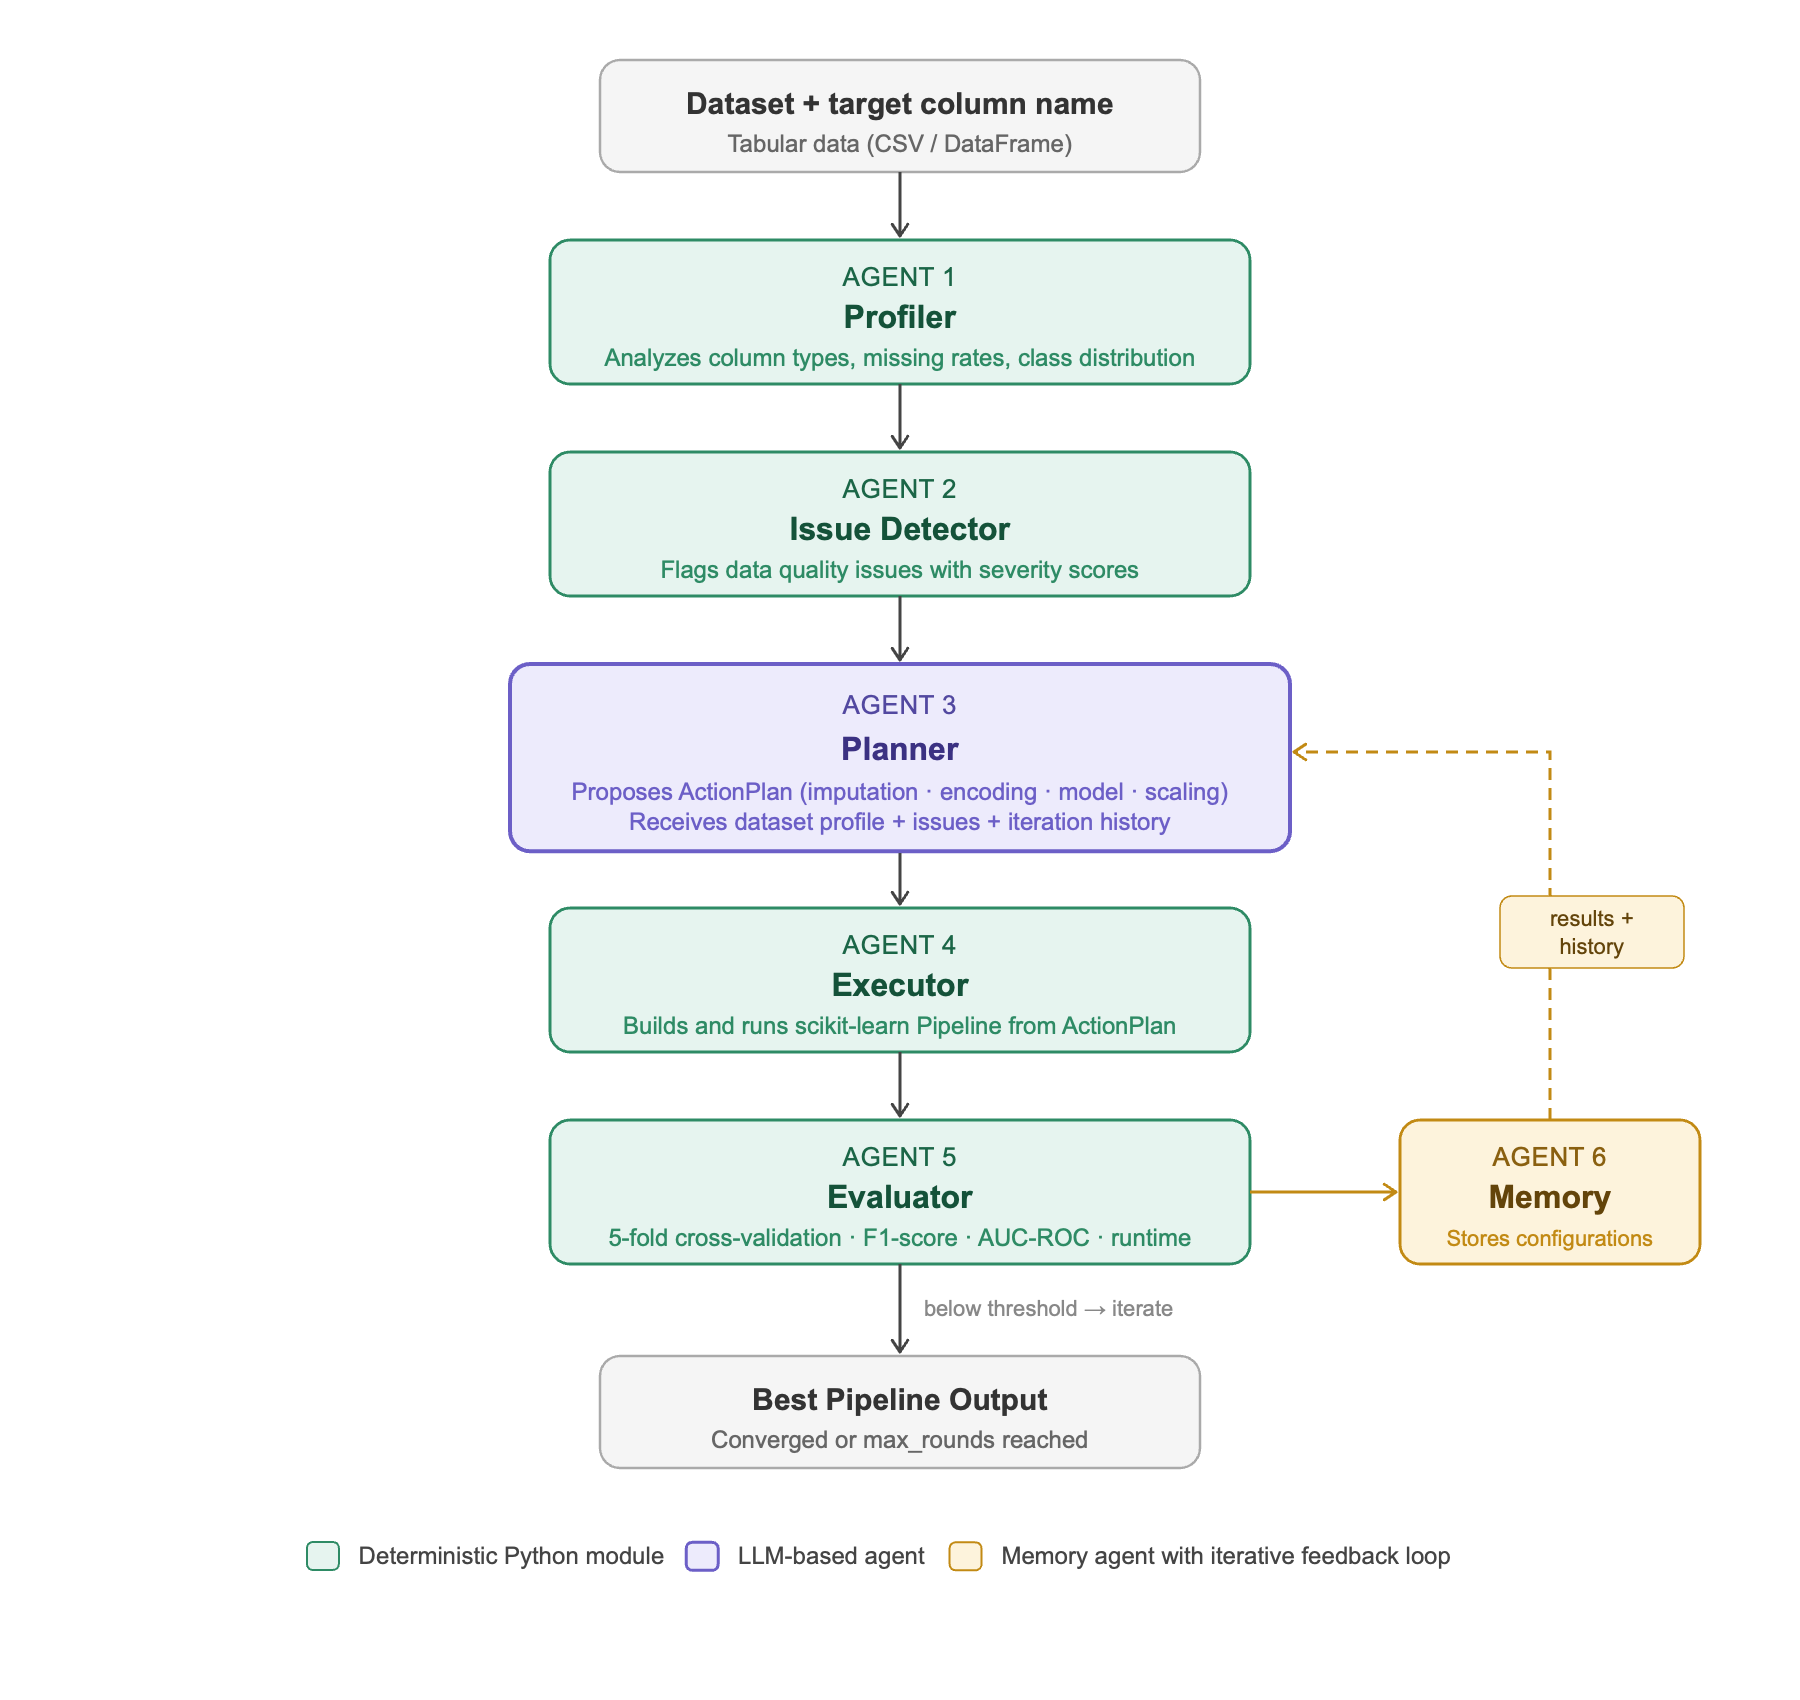 Dataset + target column name
Tabular data (CSV / DataFrame)
AGENT 1
Profiler
Analyzes column types, missing rates, class distribution
AGENT 2
Issue Detector
Flags data quality issues with severity scores
AGENT 3
Planner
Proposes ActionPlan (imputation · encoding · model · scaling)
Receives dataset profile + issues + iteration history
results +
history
AGENT 4
Executor
Builds and runs scikit-learn Pipeline from ActionPlan
AGENT 5
Evaluator
5-fold cross-validation · F1-score · AUC-ROC · runtime
AGENT 6
Memory
Stores configurations
below threshold → iterate
Best Pipeline Output
Converged or max_rounds reached
Deterministic Python module
LLM-based agent
Memory agent with iterative feedback loop